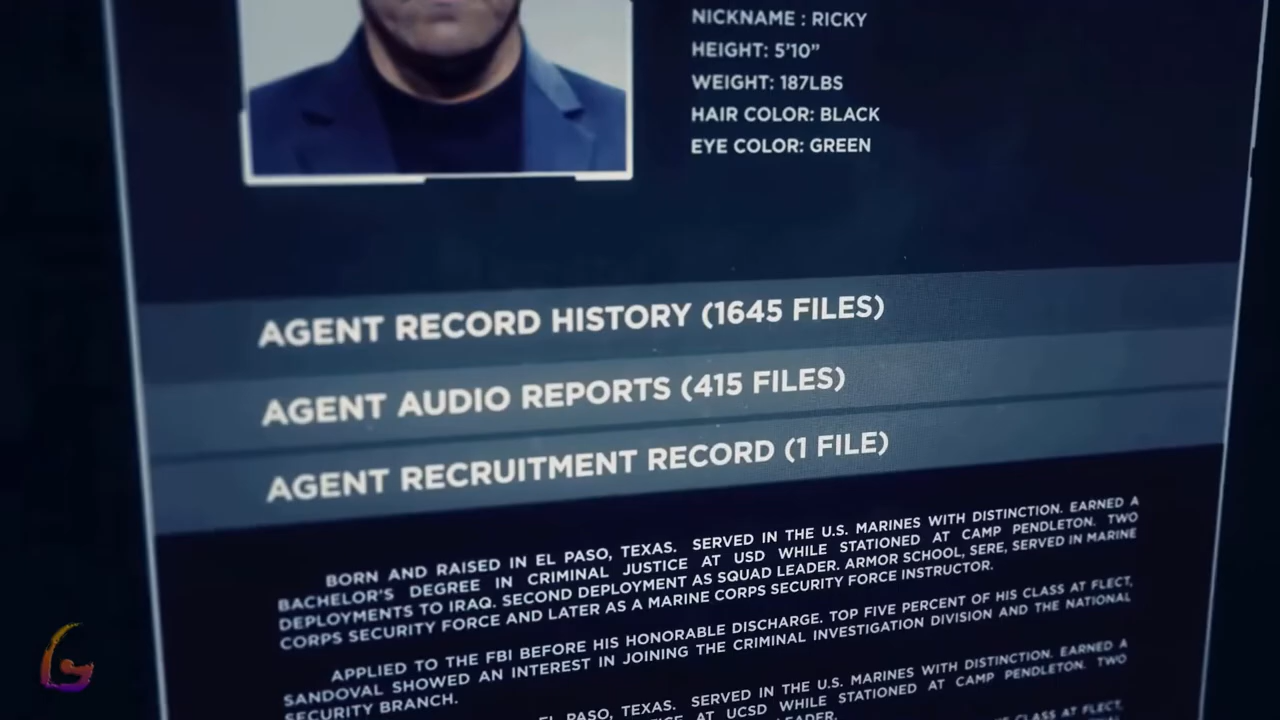 NICKNAME : RICKY
HEIGHT: 5'10”
WEIGHT: 187LBS
HAIR COLOR: BLACK
EYE COLOR: GREEN
AGENT RECORD HISTORY (1645 FILES)
AGENT AUDIO REPORTS (415 FILES)
AGENT RECRUITMENT RECORD (1 FILE)
BORN AND RAISED IN EL PASO, TEXAS. SERVED IN THE U.S. MARINES WITH DISTINCTION. EARNED A
BACHELOR'S DEGREE IN CRIMINAL JUSTICE AT USD WHILE STATIONED AT CAMP PENDLETON. TWO
DEPLOYMENTS TO IRAQ. SECOND DEPLOYMENT AS SQUAD LEADER. ARMOR SCHOOL, SERE, SERVED IN MARINE
CORPS SECURITY FORCE AND LATER AS A MARINE CORPS SECURITY FORCE INSTRUCTOR.
APPLIED TO THE FBI BEFORE HIS HONORABLE DISCHARGE. TOP FIVE PERCENT OF HIS CLASS AT FLECT,
SANDOVAL SHOWED AN INTEREST IN JOINING THE CRIMINAL INVESTIGATION DIVISION AND THE NATIONAL
SECURITY BRANCH.
EL PASO, TEXAS. SERVED IN THE U.S. MARINES WITH DISTINCTION. EARNED A
AT UCSD WHILE STATIONED AT CAMP PENDLETON. TWO
LEADER.
CLASS AT FLECT,